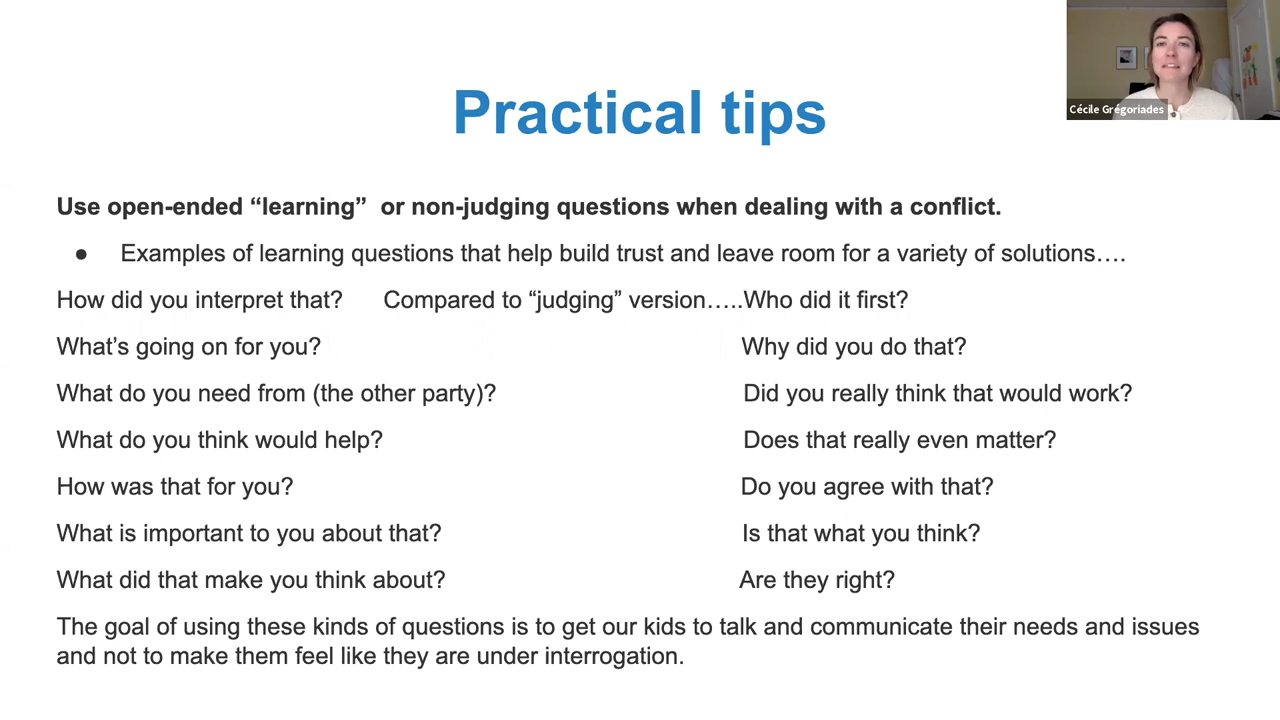 Practical tips
Cécile Grégoriades
Use open-ended “learning” or non-judging questions when dealing with a conflict.
● Examples of learning questions that help build trust and leave room for a variety of solutions….
How did you interpret that? Compared to “judging” version…..Who did it first?
What’s going on for you? Why did you do that?
What do you need from (the other party)? Did you really think that would work?
What do you think would help? Does that really even matter?
How was that for you? Do you agree with that?
What is important to you about that? Is that what you think?
What did that make you think about? Are they right?
The goal of using these kinds of questions is to get our kids to talk and communicate their needs and issues
and not to make them feel like they are under interrogation.